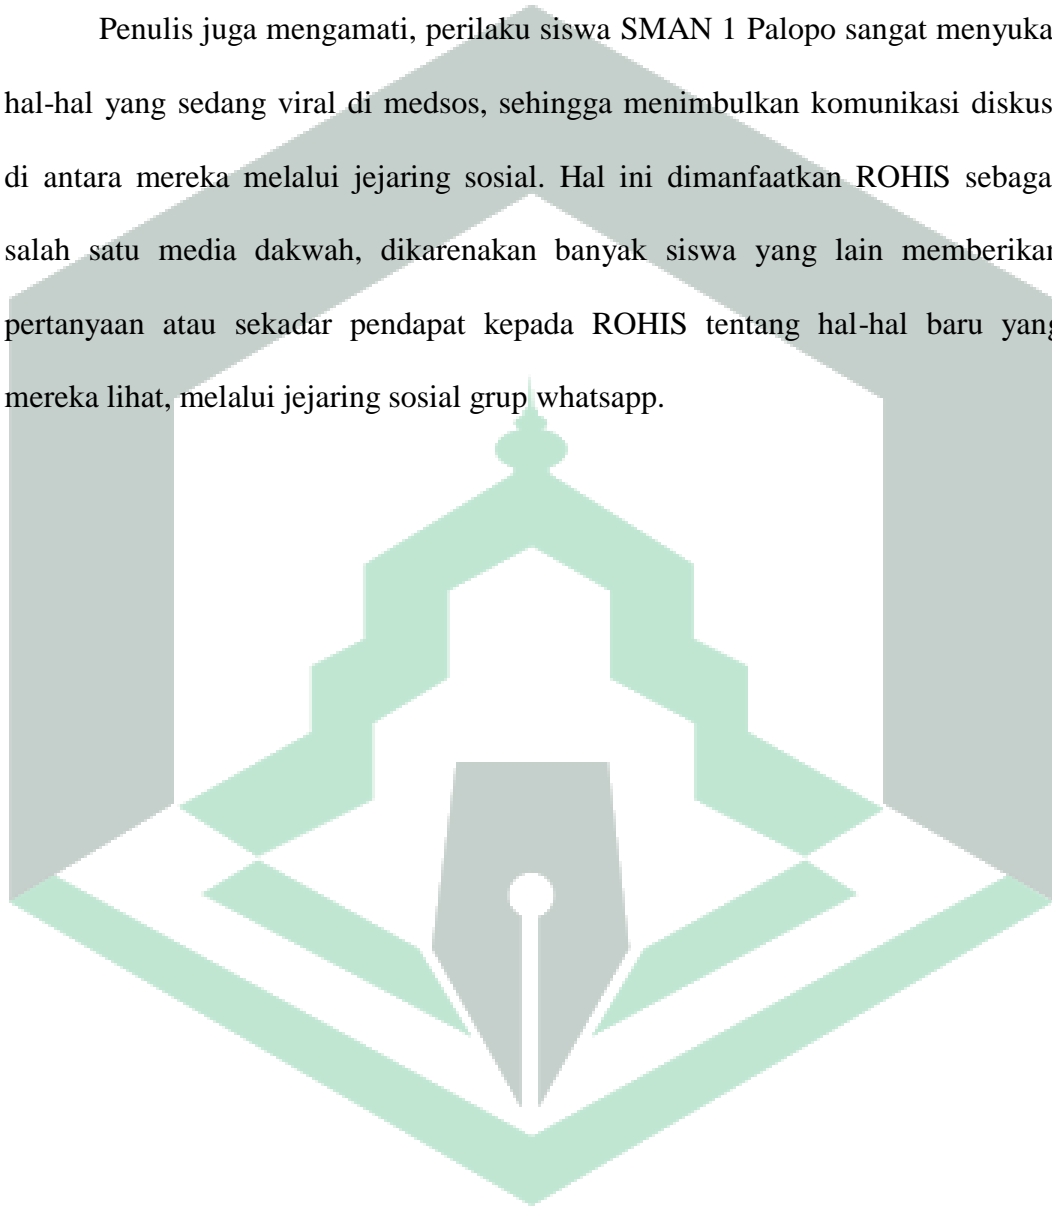 Penulis juga mengamati, perilaku siswa SMAN 1 Palopo sangat menyuka
hal-hal yang sedang viral di medsos, sehingga menimbulkan komunikasi diskus
di antara mereka melalui jejaring sosial. Hal ini dimanfaatkan ROHIS sebaga
salah satu media dakwah, dikarenakan banyak siswa yang lain memberikan
pertanyaan atau sekadar pendapat kepada ROHIS tentang hal-hal baru yang
mereka lihat, melalui jejaring sosial grup whatsapp.